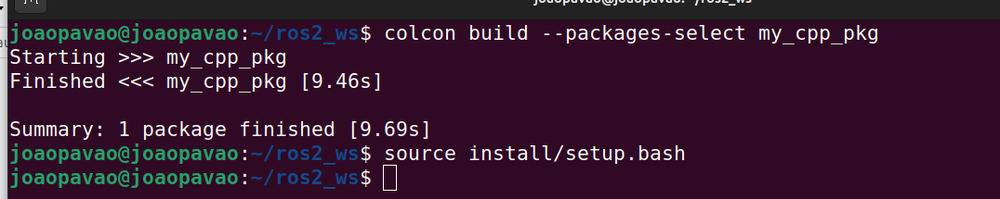 joaopavao@joaopavao:~/ros2_ws$ colcon build --packages-select my_cpp_pkg
Starting >>> my_cpp_pkg
Finished <<< my_cpp_pkg [9.46s]
Summary: 1 package finished [9.69s]
joaopavao@joaopavao:~/ros2_ws$ source install/setup.bash
joaopavao@joaopavao:~/ros2_ws$